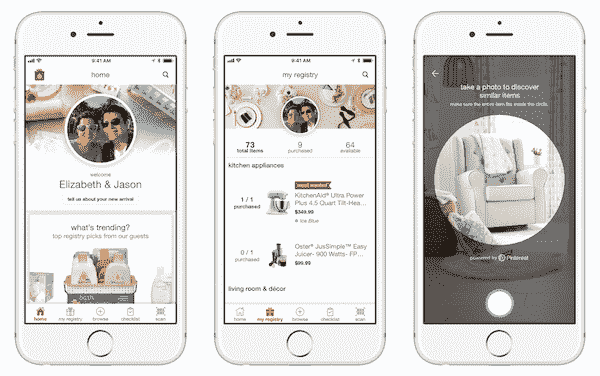 9:41 AM
home
welcome
Elizabeth & Jason
tell us about your new arrival
what's trending?
top registry picks from our guests
home
my registry
browse
checklist
scan
9:41 AM
my registry
73
total items
9
purchased
64
available
kitchen appliances
1 / 1
purchased
KitchenAid® Ultra Power
Plus 4.5 Quart Tilt-Hea...
$349.99
Ice Blue
0 / 1
purchased
Oster® JusSimple™ Easy
Juicer- 900 Watts- FP...
$99.99
living room & décor
home
my registry
browse
checklist
scan
take a photo to discover
similar items
make sure the entire item fits inside the circle.
powered by Pinterest